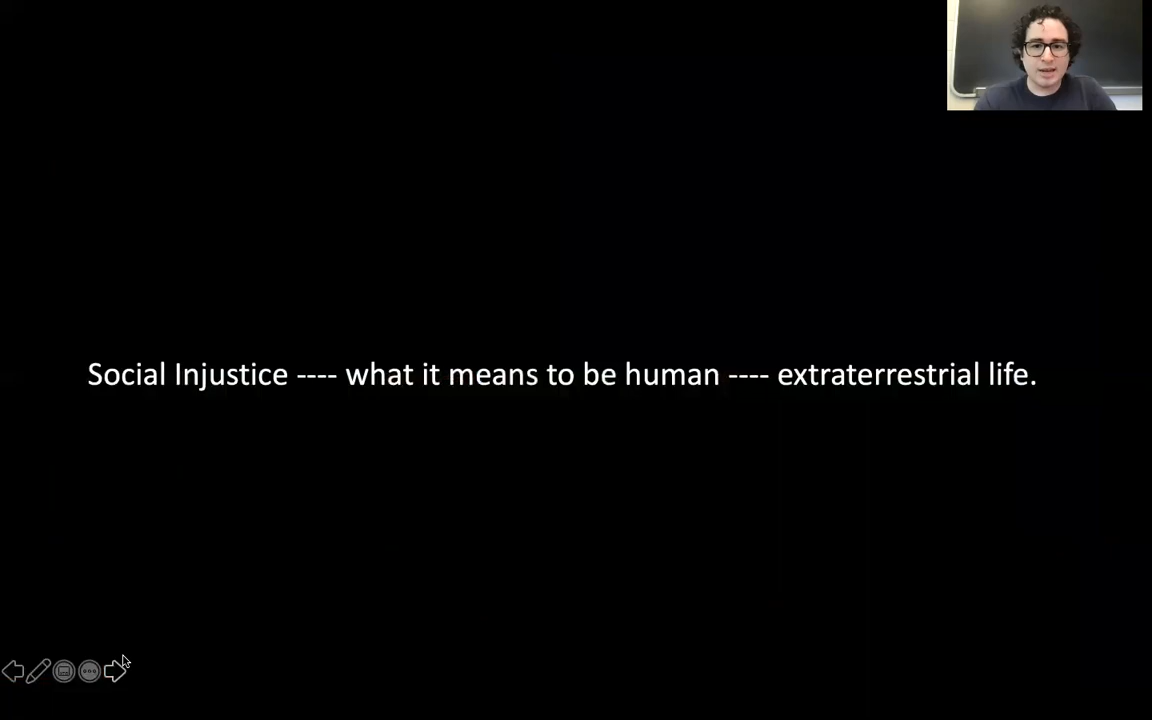 Social Injustice ---- what it means to be human ---- extraterrestrial life.